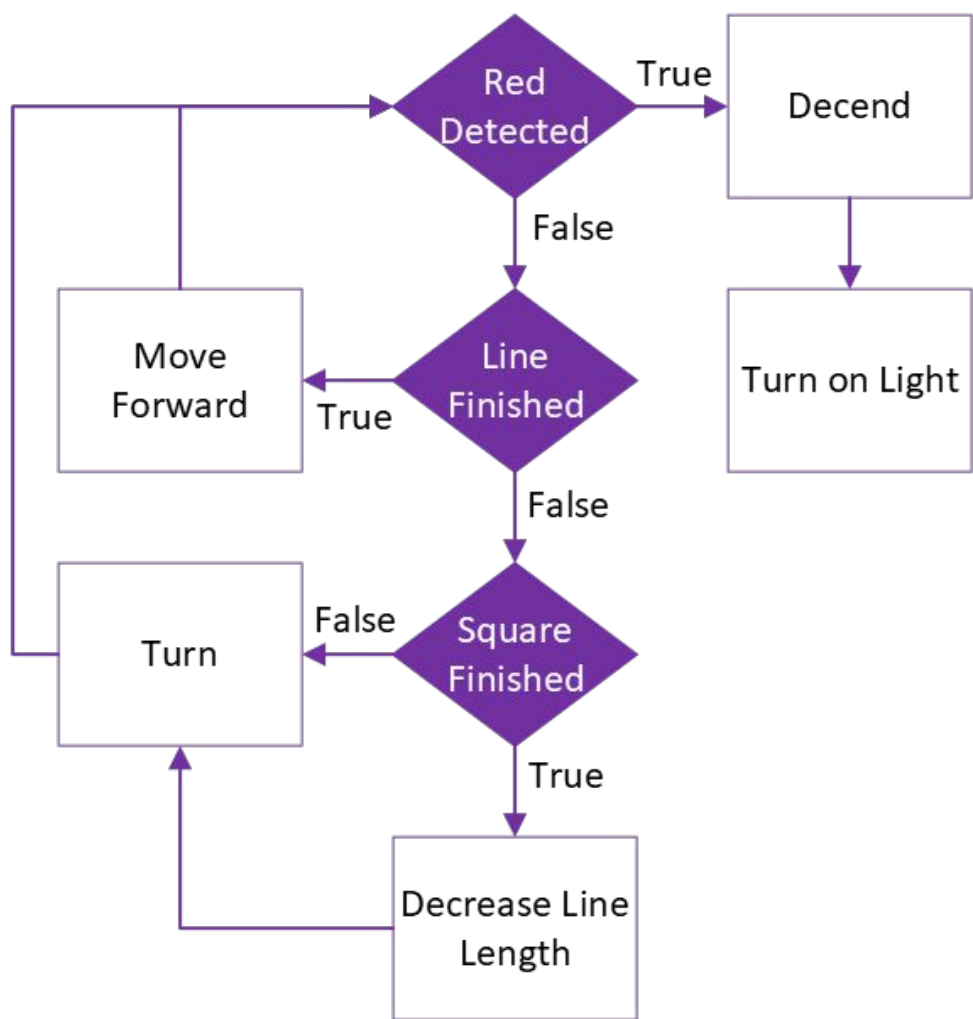 Red
Detected
True
Decend
False
Turn on Light
Line
Finished
True
Move
Forward
False
Square
Finished
False
Turn
True
Decrease Line
Length